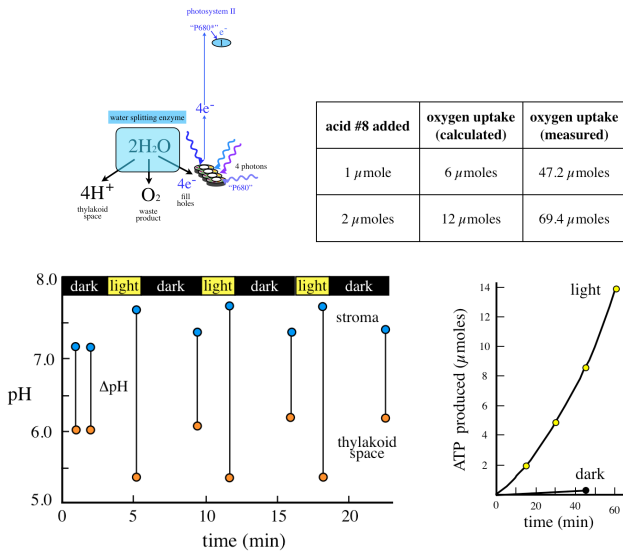 photosystem II
“P680*”
e⁻
4e⁻
water splitting enzyme
2H₂O
4 photons
4H⁺
thylakoid
space
O₂
waste
product
4e⁻
fill
holes
“P680”
acid #8 added
oxygen uptake
(calculated)
oxygen uptake
(measured)
1 μmole
6 μmoles
47.2 μmoles
2 μmoles
12 μmoles
69.4 μmoles
8.0
7.0
6.0
5.0
pH
dark
light
dark
light
dark
light
dark
stroma
ΔpH
thylakoid
space
0
5
10
15
20
time (min)
ATP produced (μmoles)
14
12
10
8
6
4
2
light
dark
0
20
40
60
time (min)